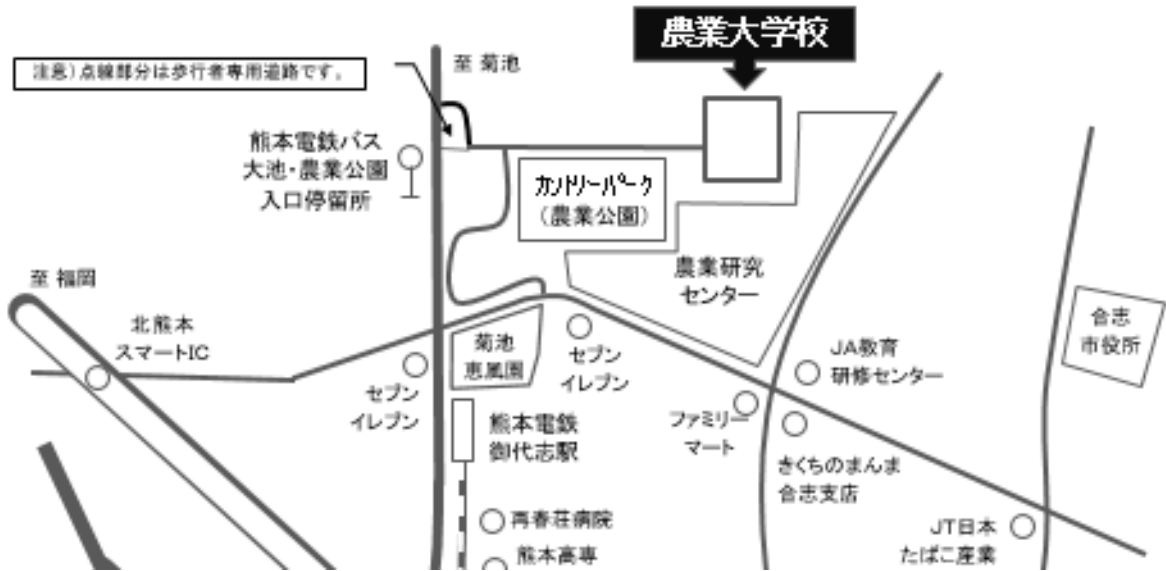 農業大学校
注意）点線部分は歩行者専用道路です。
至 菊池
熊本電鉄バス
大池・農業公園
入口停留所
カントリーパーク
（農業公園）
農業研究
センター
至 福岡
北熊本
スマートIC
菊池
恵風園
セブン
イレブン
セブン
イレブン
合志
市役所
JA教育
研修センター
ファミリー
マート
熊本電鉄
御代志駅
きくちのまんま
合志支店
再春荘病院
熊本高専
JT日本
たばこ産業